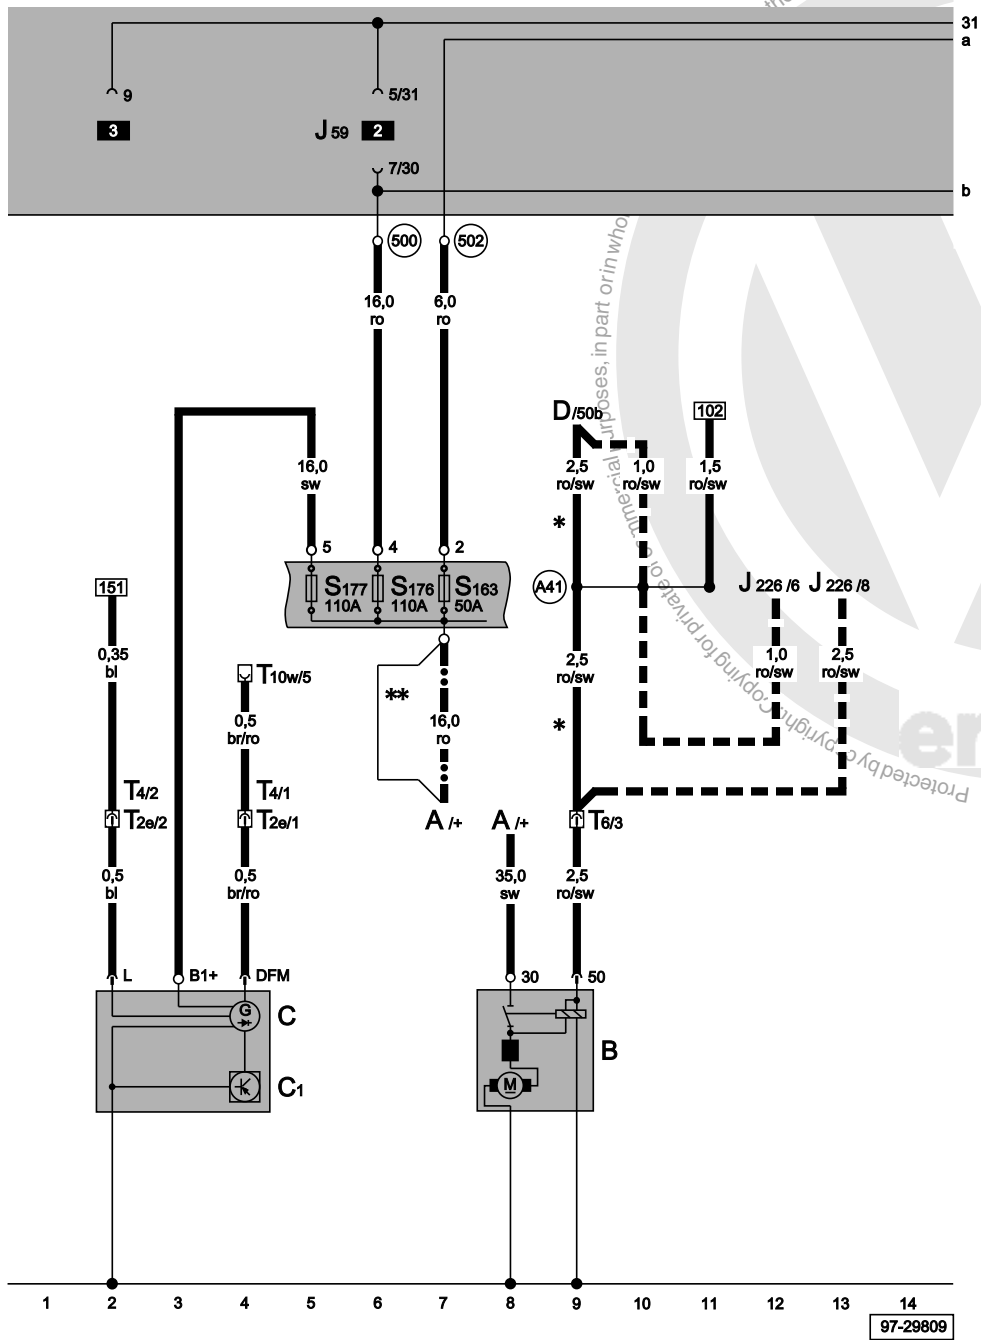 the
31
a
9
5/31
3
J 59
2
7/30
b
500
502
16,0
ro
6,0
ro
oses, in part or in who
D /50b
102
16,0
sw
2,5
ro/sw
1,0
ro/sw
1,5
ro/sw
*
*
5
4
2
S177
110A
S176
110A
S163
50A
A41
J 226 /6
J 226 /8
151
0,35
bl
T10w/5
0,5
br/ro
**
16,0
ro
2,5
ro/sw
1,0
ro/sw
2,5
ro/sw
for private o
Copying
Protected by copyright.
er
T4/2
T2e/2
T4/1
T2e/1
A /+
A /+
T6/3
0,5
bl
0,5
br/ro
35,0
sw
2,5
ro/sw
L
B1+
DFM
30
50
G
C
C1
M
B
1 2 3 4 5 6 7 8 9 10 11 12 13 14
97-29809